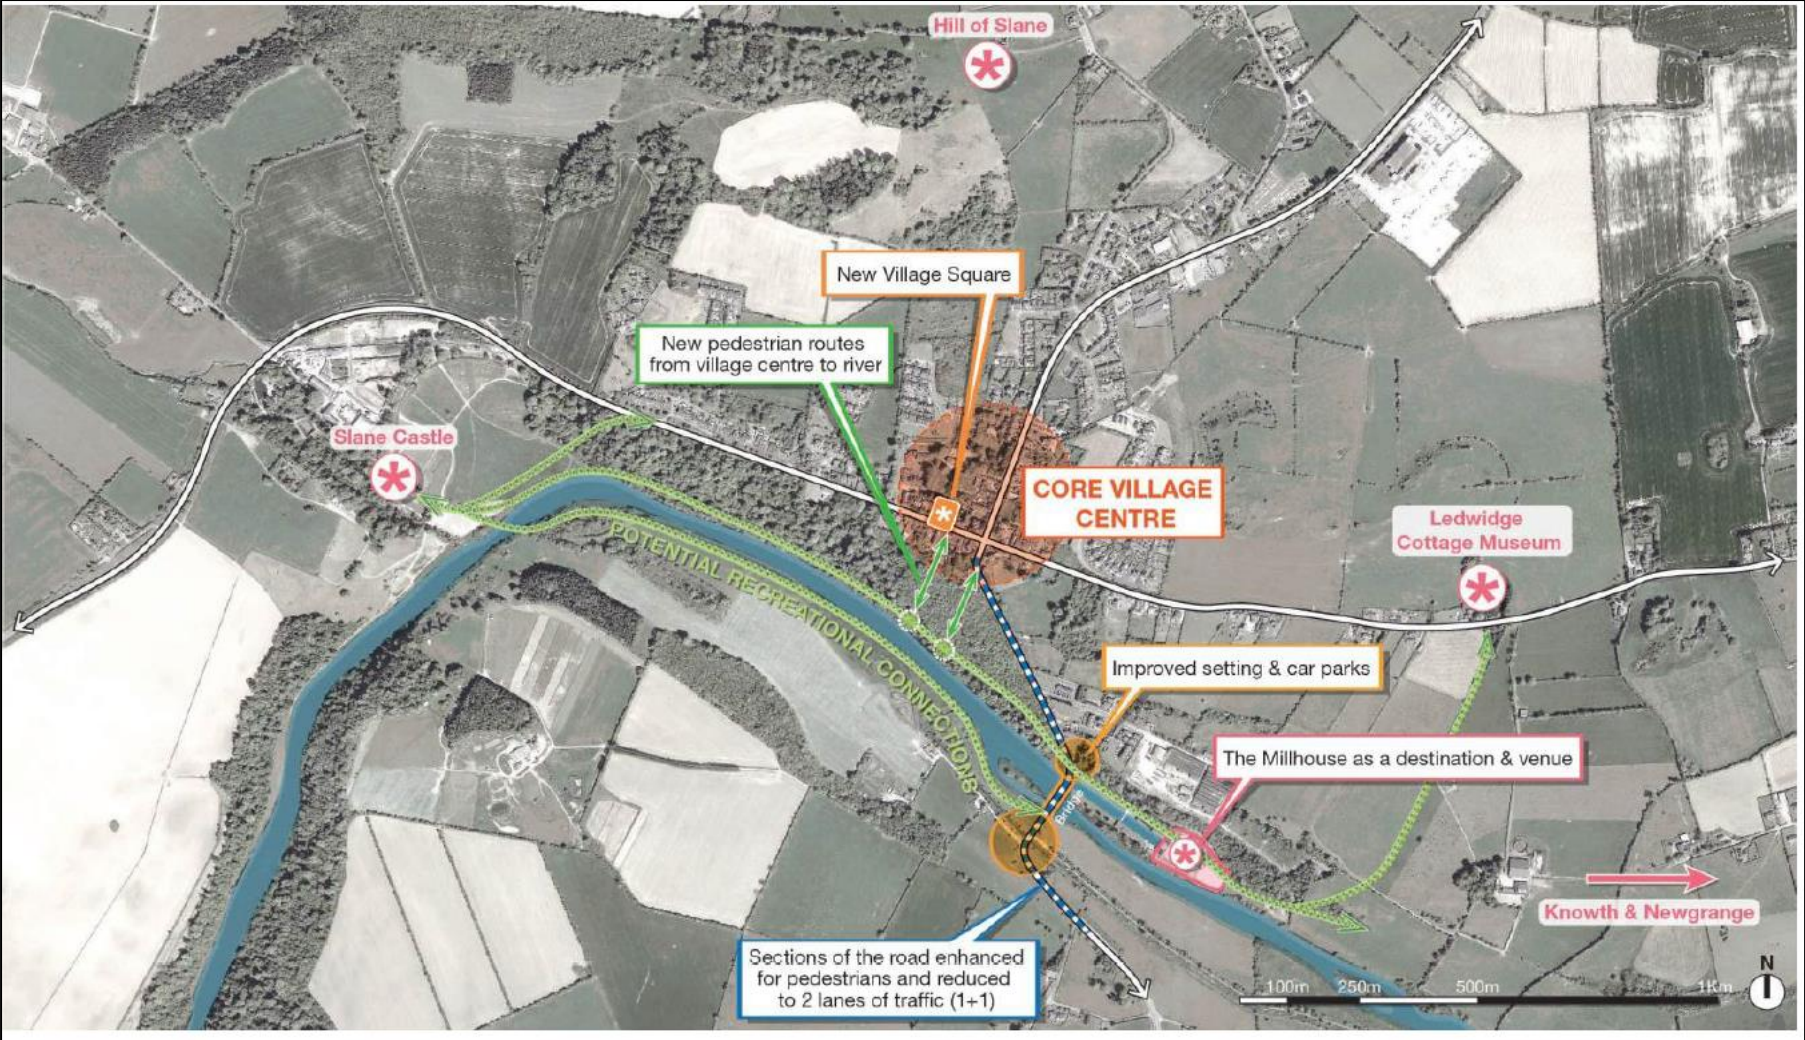 Hill of Slane
New Village Square
New pedestrian routes
from village centre to river
Slane Castle
CORE VILLAGE
CENTRE
Ledwidge
Cottage Museum
POTENTIAL RECREATIONAL CONNECTIONS
Improved setting & car parks
The Millhouse as a destination & venue
Bridge
Knowth & Newgrange
Sections of the road enhanced
for pedestrians and reduced
to 2 lanes of traffic (1+1)
100m 250m 500m 1Km
N